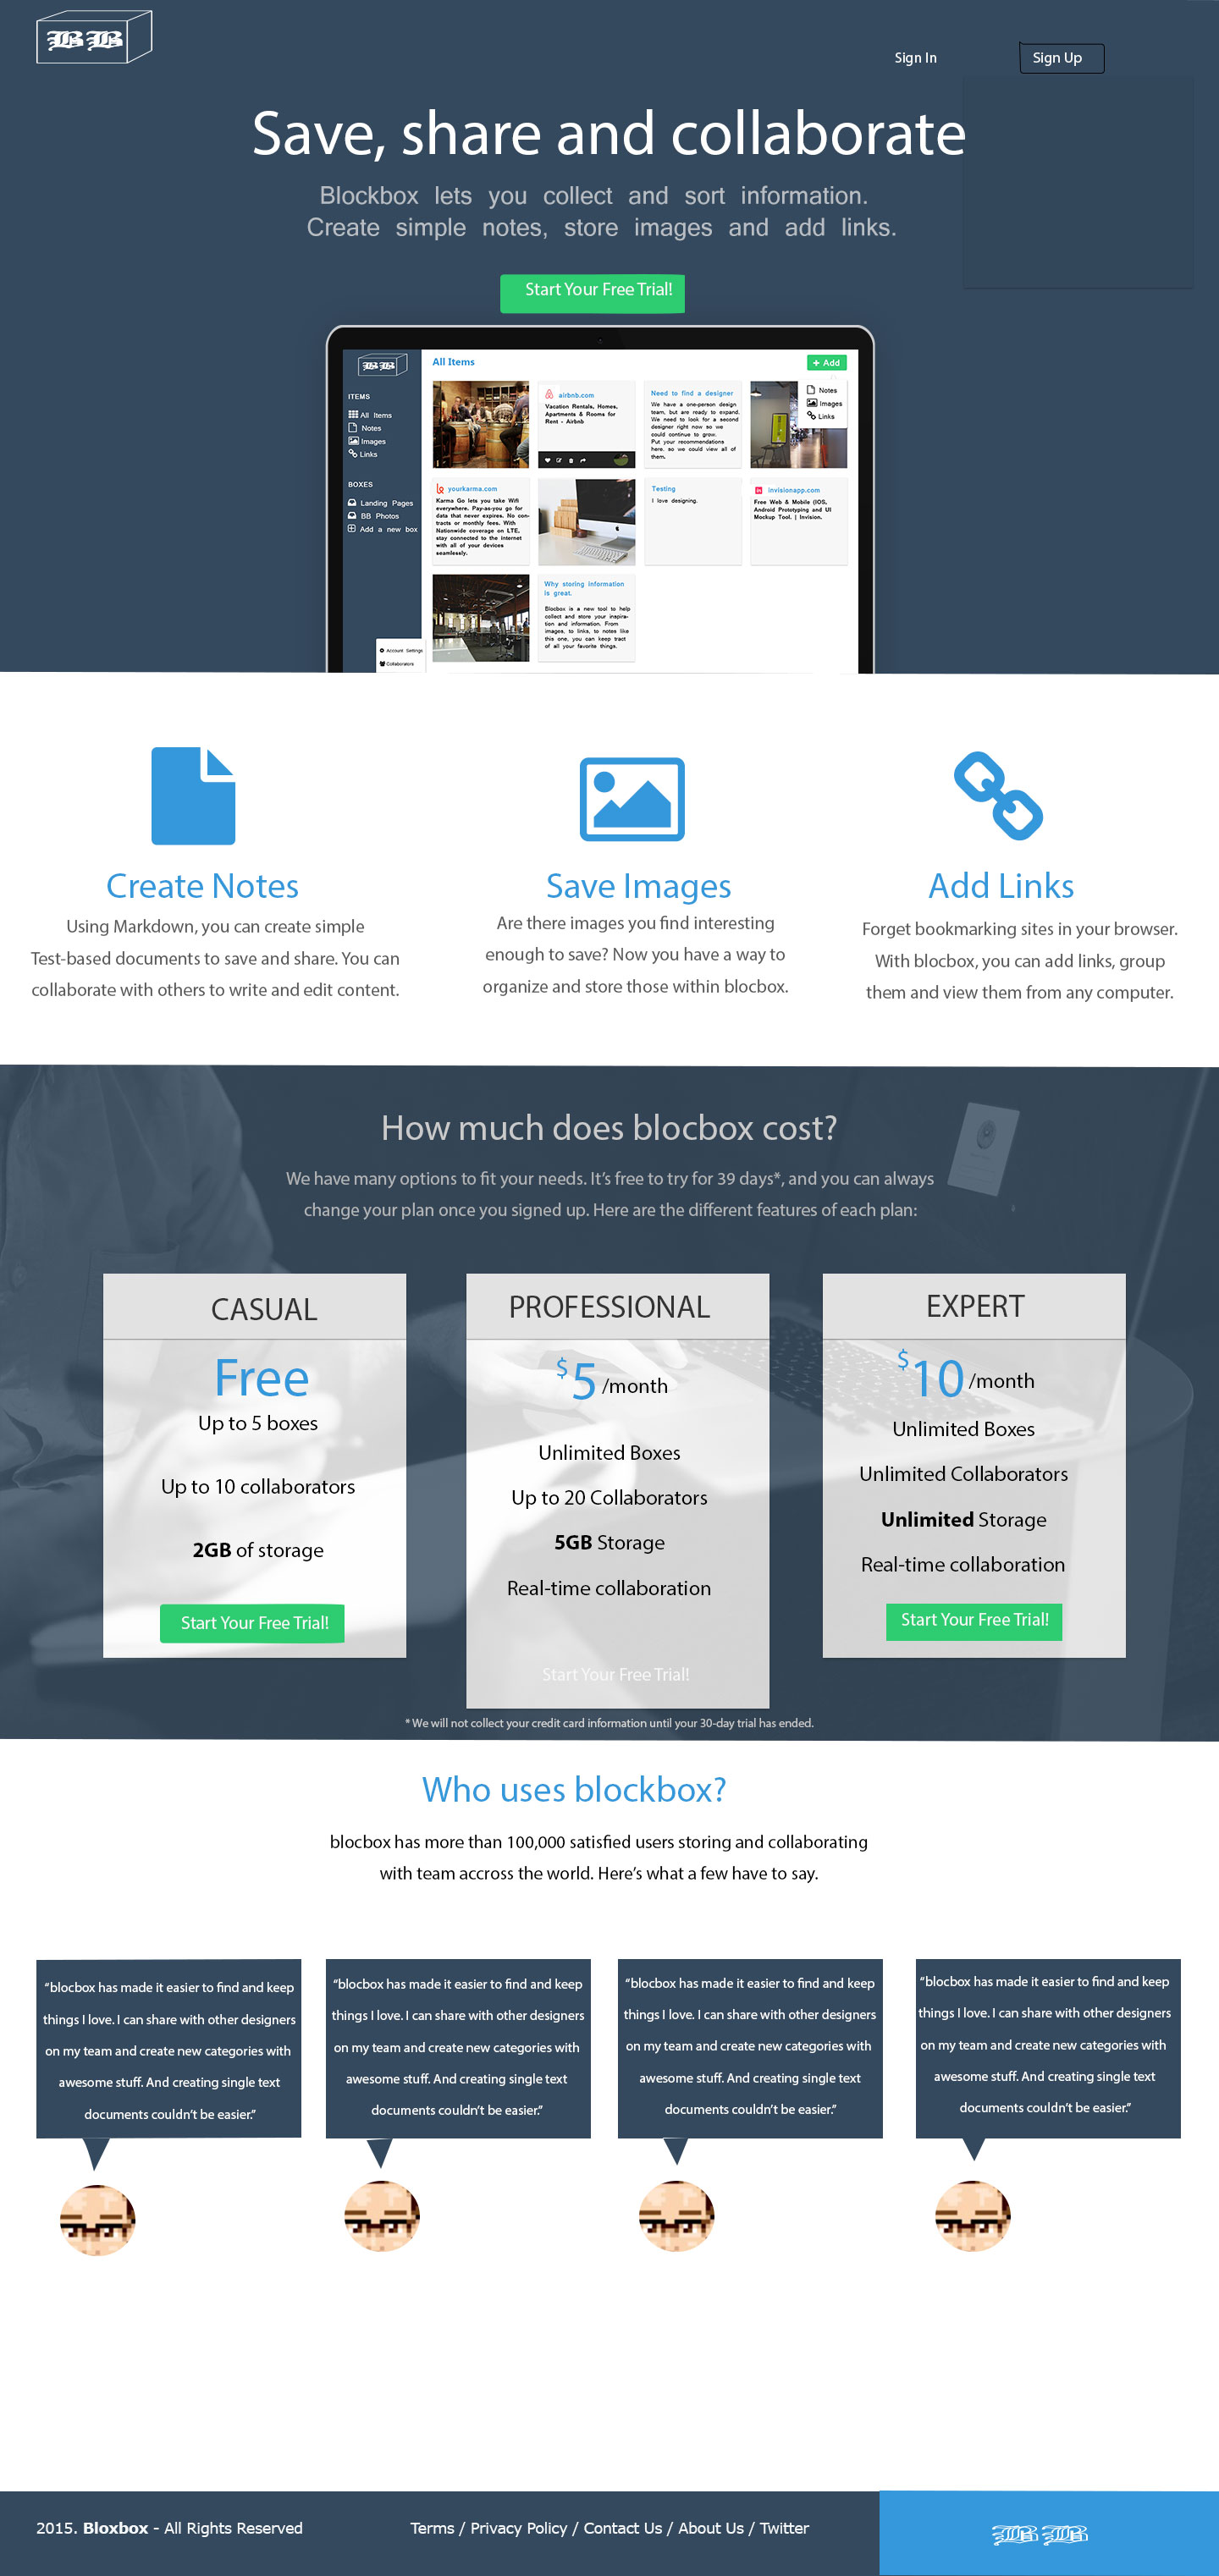 BB
Sign In
Sign Up
Save, share and collaborate
Blockbox lets you collect and sort information.
Create simple notes, store images and add links.
Start Your Free Trial!
BB
ITEMS
All Items
Notes
Images
Links
BOXES
Landing Pages
BB Photos
Add a new box
Account Settings
Collaborators
All Items
+ Add
Notes
Images
Links
airbnb.com
Vacation Rentals, Homes,
Apartments & Rooms for
Rent - Airbnb
Need to find a designer
We have a one-person design
team, but are ready to expand.
We need to look for a second
designer right now so we
could continue to grow.
Put your recommendations
here, so we could view all of
them.
yourkarma.com
Karma Go lets you take Wifi
everywhere. Pay-as-you go for
data that never expires. No con-
tracts or monthly fees. With
Nationwide coverage on LTE,
stay connected to the internet
with all of your devices
seamlessly.
Testing
I love designing.
invisionapp.com
Free Web & Mobile (IOS,
Android Prototyping and UI
Mockup Tool. | Invision.
Why storing information
is great.
Blocbox is a new tool to help
collect and store your inspira-
tion and information. From
images, to links, to notes like
this one, you can keep tract
of all your favorite things.
Create Notes
Using Markdown, you can create simple
Test-based documents to save and share. You can
collaborate with others to write and edit content.
Save Images
Are there images you find interesting
enough to save? Now you have a way to
organize and store those within blocbox.
Add Links
Forget bookmarking sites in your browser.
With blocbox, you can add links, group
them and view them from any computer.
How much does blocbox cost?
We have many options to fit your needs. It's free to try for 39 days*, and you can always
change your plan once you signed up. Here are the different features of each plan:
CASUAL
Free
Up to 5 boxes
Up to 10 collaborators
2GB of storage
Start Your Free Trial!
PROFESSIONAL
$5 /month
Unlimited Boxes
Up to 20 Collaborators
5GB Storage
Real-time collaboration
Start Your Free Trial!
EXPERT
$10 /month
Unlimited Boxes
Unlimited Collaborators
Unlimited Storage
Real-time collaboration
Start Your Free Trial!
* We will not collect your credit card information until your 30-day trial has ended.
Who uses blockbox?
blocbox has more than 100,000 satisfied users storing and collaborating
with team accross the world. Here's what a few have to say.
“blocbox has made it easier to find and keep
things I love. I can share with other designers
on my team and create new categories with
awesome stuff. And creating single text
documents couldn't be easier.”
“blocbox has made it easier to find and keep
things I love. I can share with other designers
on my team and create new categories with
awesome stuff. And creating single text
documents couldn't be easier.”
“blocbox has made it easier to find and keep
things I love. I can share with other designers
on my team and create new categories with
awesome stuff. And creating single text
documents couldn't be easier.”
“blocbox has made it easier to find and keep
things I love. I can share with other designers
on my team and create new categories with
awesome stuff. And creating single text
documents couldn't be easier.”
2015. Bloxbox - All Rights Reserved
Terms / Privacy Policy / Contact Us / About Us / Twitter
BB